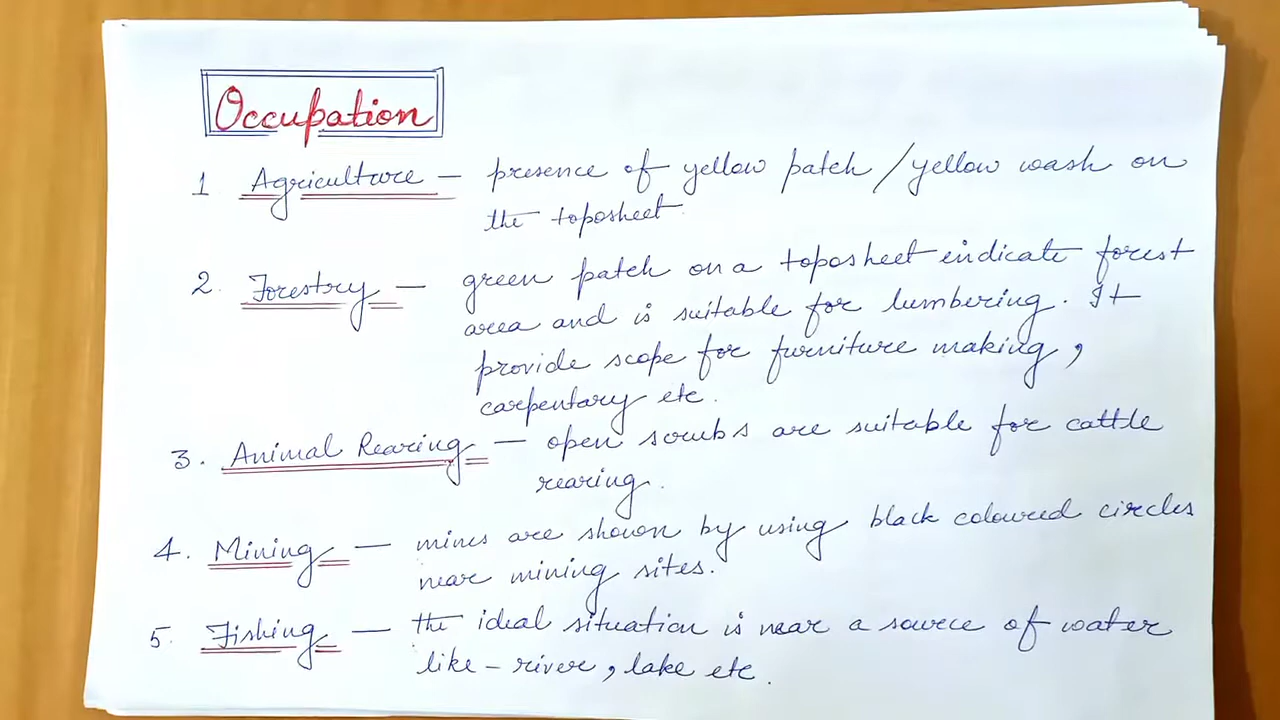 Occupation
1 Agriculture – presence of yellow patch / yellow wash on
the toposheet
2. Forestry – green patch on a toposheet indicate forest
area and is suitable for lumbering. It
provide scope for furniture making,
carpentary etc.
3. Animal Rearing – open scrubs are suitable for cattle
rearing.
4. Mining – mines are shown by using black coloured circles
near mining sites.
5. Fishing – the ideal situation is near a source of water
like – river, lake etc.